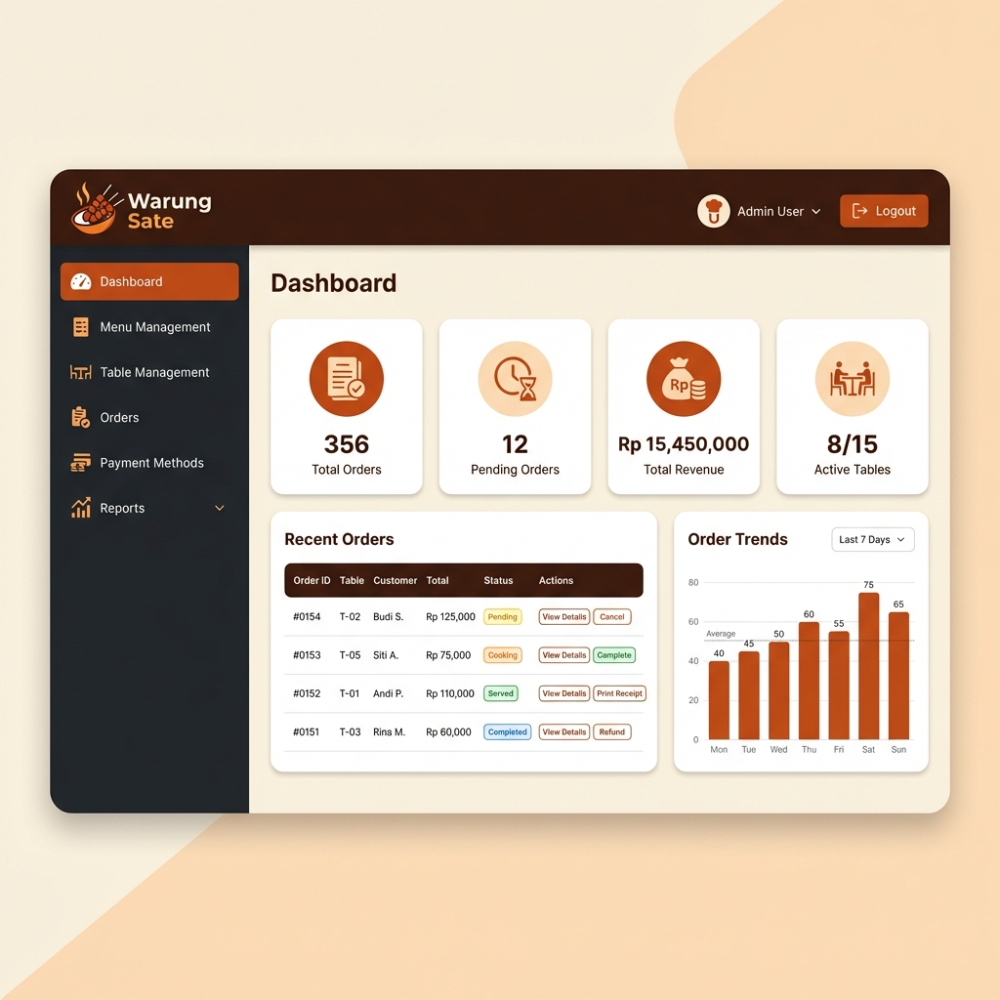 Warung
Sate
Admin User
Logout
Dashboard
Menu Management
Table Management
Orders
Payment Methods
Reports
Dashboard
356
Total Orders
12
Pending Orders
Rp
Rp 15,450,000
Total Revenue
8/15
Active Tables
Recent Orders
Order ID Table Customer Total Status Actions
#0154 T-02 Budi S. Rp 125,000 Pending View Details Cancel
#0153 T-05 Siti A. Rp 75,000 Cooking View Details Complete
#0152 T-01 Andi P. Rp 110,000 Served View Details Print Receipt
#0151 T-03 Rina M. Rp 60,000 Completed View Details Refund
Order Trends
Last 7 Days
80
60
40
20
0
Average
40 45 50 60 55 75 65
Mon Tue Wed Thu Fri Sat Sun